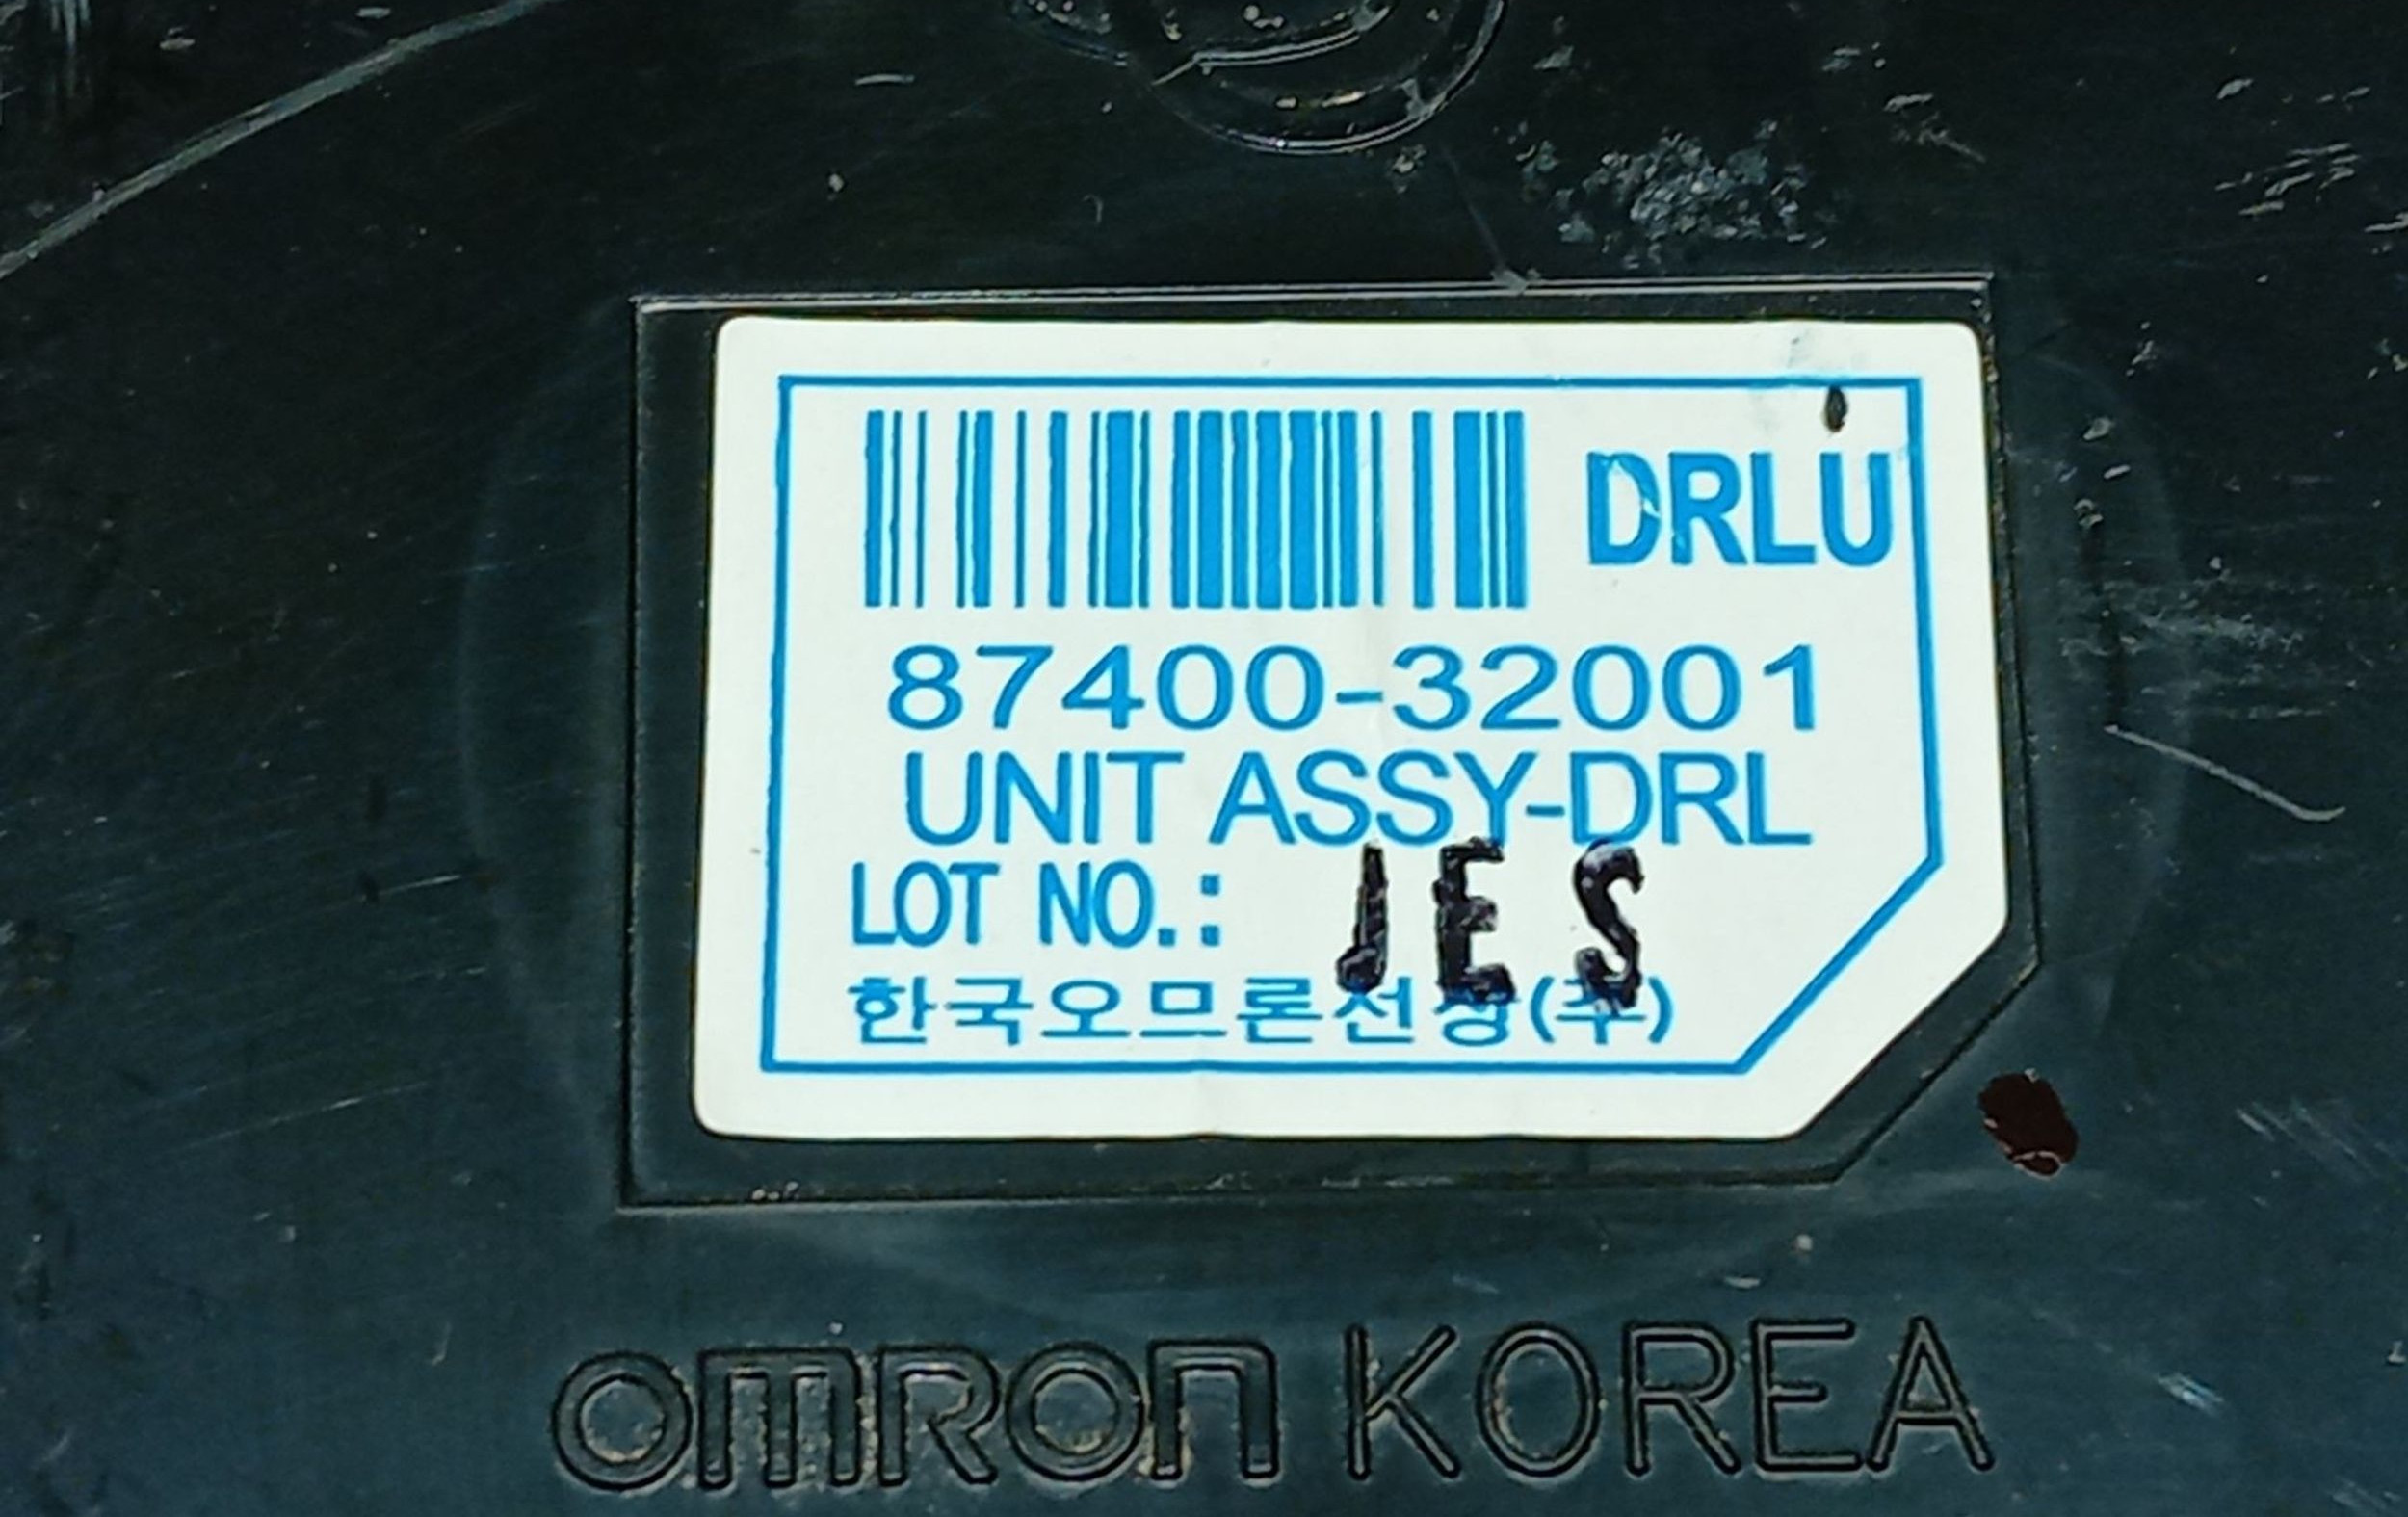 DRLU
87400-32001
UNIT ASSY-DRL
LOT NO.: JES
한국오므론전장(주)
OMRON KOREA